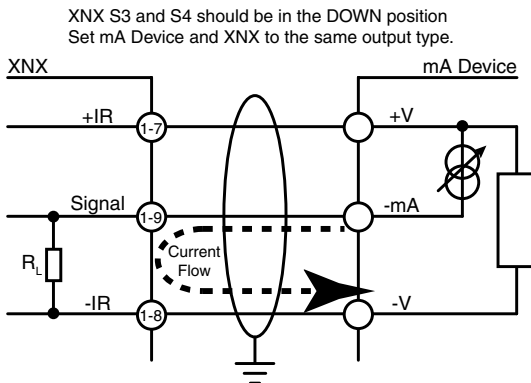 XNX S3 and S4 should be in the DOWN position
Set mA Device and XNX to the same output type.
XNX
mA Device
+IR
1-7
+V
Signal
1-9
-mA
Current
Flow
RL
-IR
1-8
-V